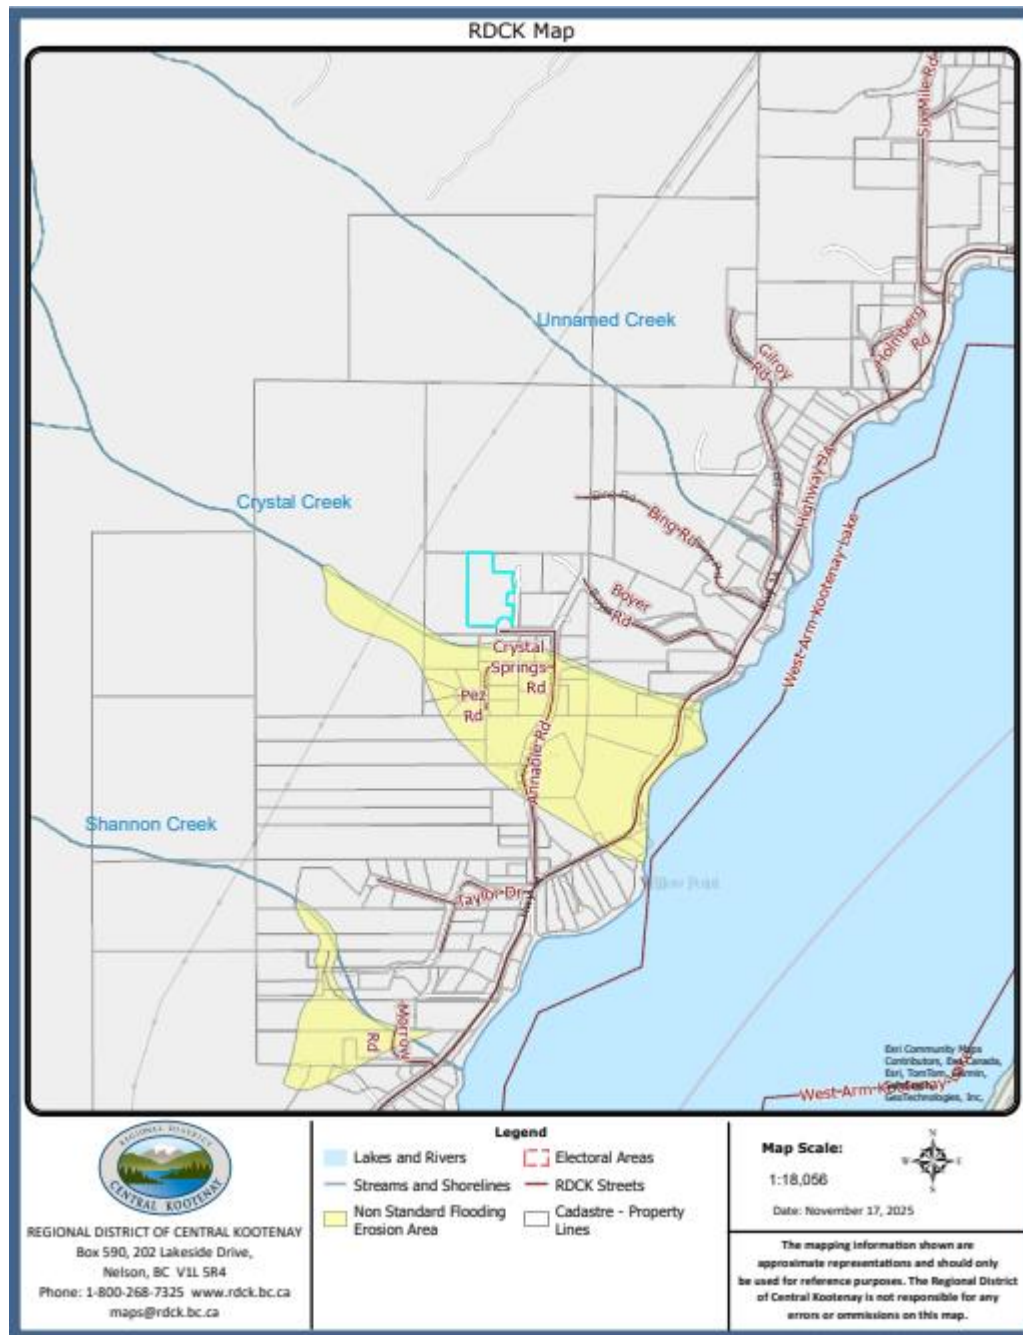 RDCK Map
Six Mile Rd
Unnamed Creek
Gilroy
Rd
Holmberg
Rd
Highway 3A
Crystal Creek
Bing Rd
Boyer
Rd
West Arm Kootenay Lake
Crystal
Springs
Rd
Pez
Rd
Annable Rd
Shannon Creek
Taylor Dr
Morrow
Rd
Esri Community Maps
Contributors, Esri Canada,
Esri, TomTom, Garmin,
GeoTechnologies, Inc,
West Arm Kootenay Lake
REGIONAL DISTRICT
CENTRAL KOOTENAY
REGIONAL DISTRICT OF CENTRAL KOOTENAY
Box 590, 202 Lakeside Drive,
Nelson, BC V1L 5R4
Phone: 1-800-268-7325 www.rdck.bc.ca
maps@rdck.bc.ca
Legend
Lakes and Rivers
Streams and Shorelines
Non Standard Flooding
Erosion Area
Electoral Areas
RDCK Streets
Cadastre - Property
Lines
Map Scale:
1:18,056
N
W E
S
Date: November 17, 2025
The mapping information shown are
approximate representations and should only
be used for reference purposes. The Regional District
of Central Kootenay is not responsible for any
errors or ommissions on this map.